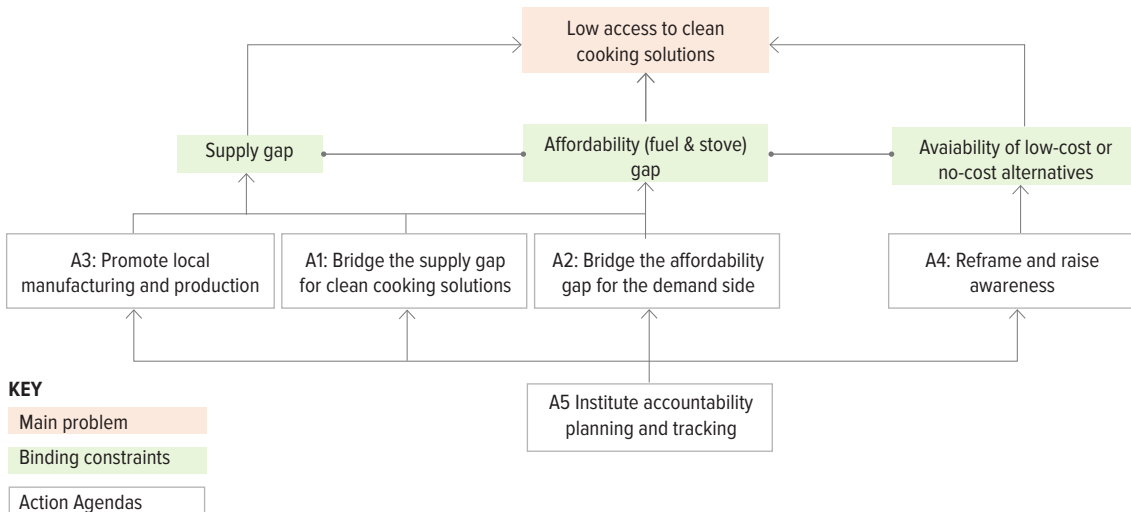 Low access to clean
cooking solutions
Supply gap
Affordability (fuel & stove)
gap
Avaiability of low-cost or
no-cost alternatives
A3: Promote local
manufacturing and production
A1: Bridge the supply gap
for clean cooking solutions
A2: Bridge the affordability
gap for the demand side
A4: Reframe and raise
awareness
A5 Institute accountability
planning and tracking
KEY
Main problem
Binding constraints
Action Agendas